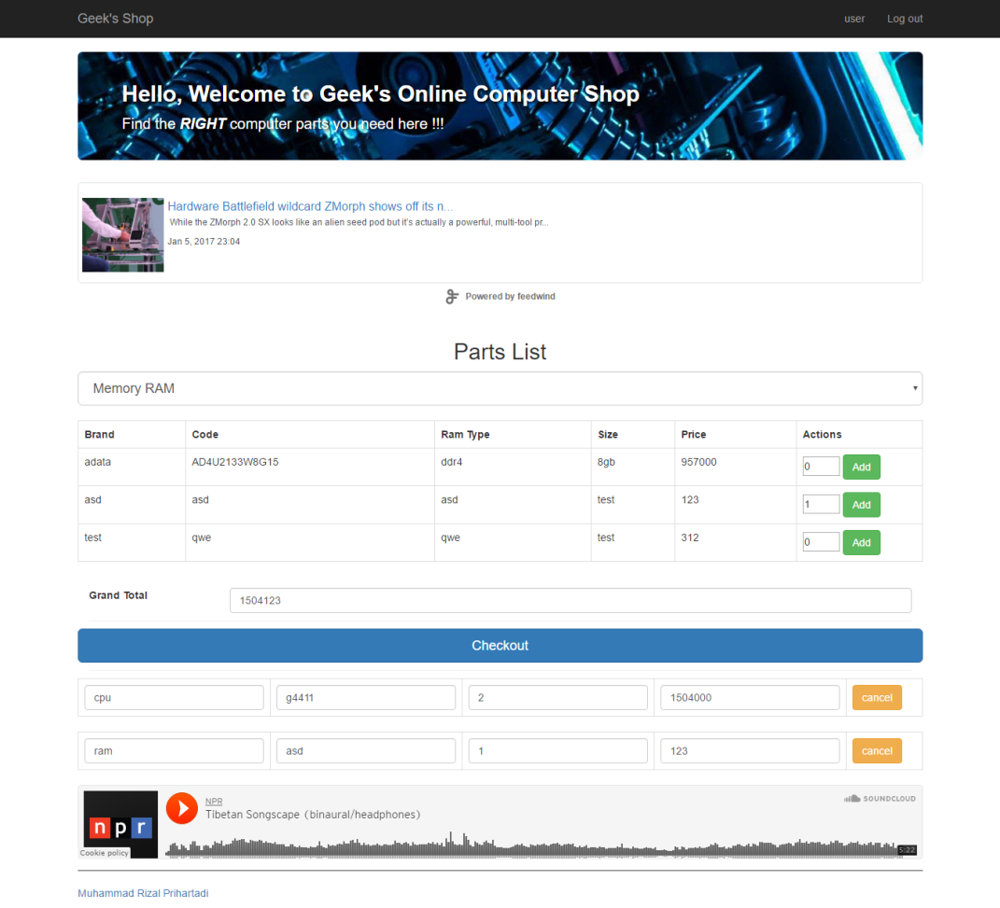 Geek's Shop user Log out
Hello, Welcome to Geek's Online Computer Shop
Find the RIGHT computer parts you need here !!!
Hardware Battlefield wildcard ZMorph shows off its n...
While the ZMorph 2.0 SX looks like an alien seed pod but it's actually a powerful, multi-tool pr...
Jan 5, 2017 23:04
Powered by feedwind
Parts List
Memory RAM
Brand Code Ram Type Size Price Actions
adata AD4U2133W8G15 ddr4 8gb 957000 0 Add
asd asd asd test 123 1 Add
test qwe qwe test 312 0 Add
Grand Total 1504123
Checkout
cpu g4411 2 1504000 cancel
ram asd 1 123 cancel
NPR SOUNDCLOUD
Tibetan Songscape (binaural/headphones)
npr
Cookie policy 5:22
Muhammad Rizal Prihartadi